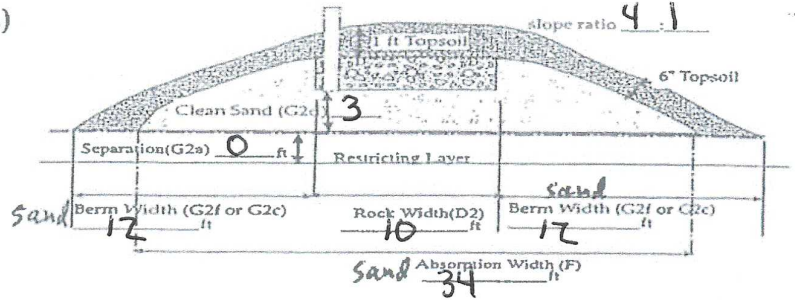 )
slope ratio 4 : 1
1 ft Topsoil
6" Topsoil
Clean Sand (G2d) 3
Separation(G2a) 0 ft
Restricting Layer
sand
Sand Berm Width (G2f or G2c) 12 ft
Rock Width(D2) 10 ft
Berm Width (G2f or G2c) 12 ft
Sand Absorption Width (F) 34 ft